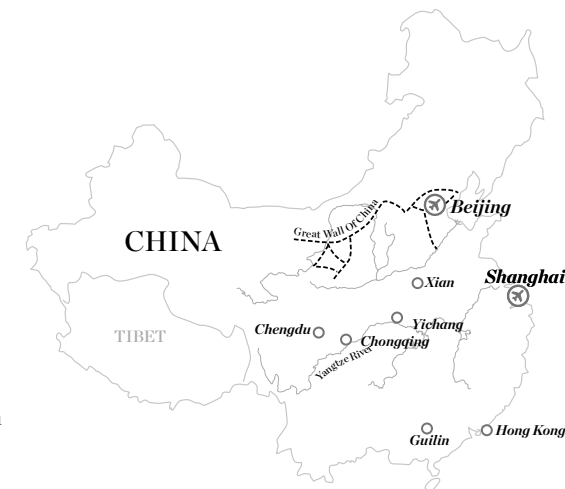 Great Wall Of China
Beijing
CHINA
Xian
Shanghai
TIBET
Chengdu
Yichang
Chongqing
Yangtze River
Guilin
Hong Kong